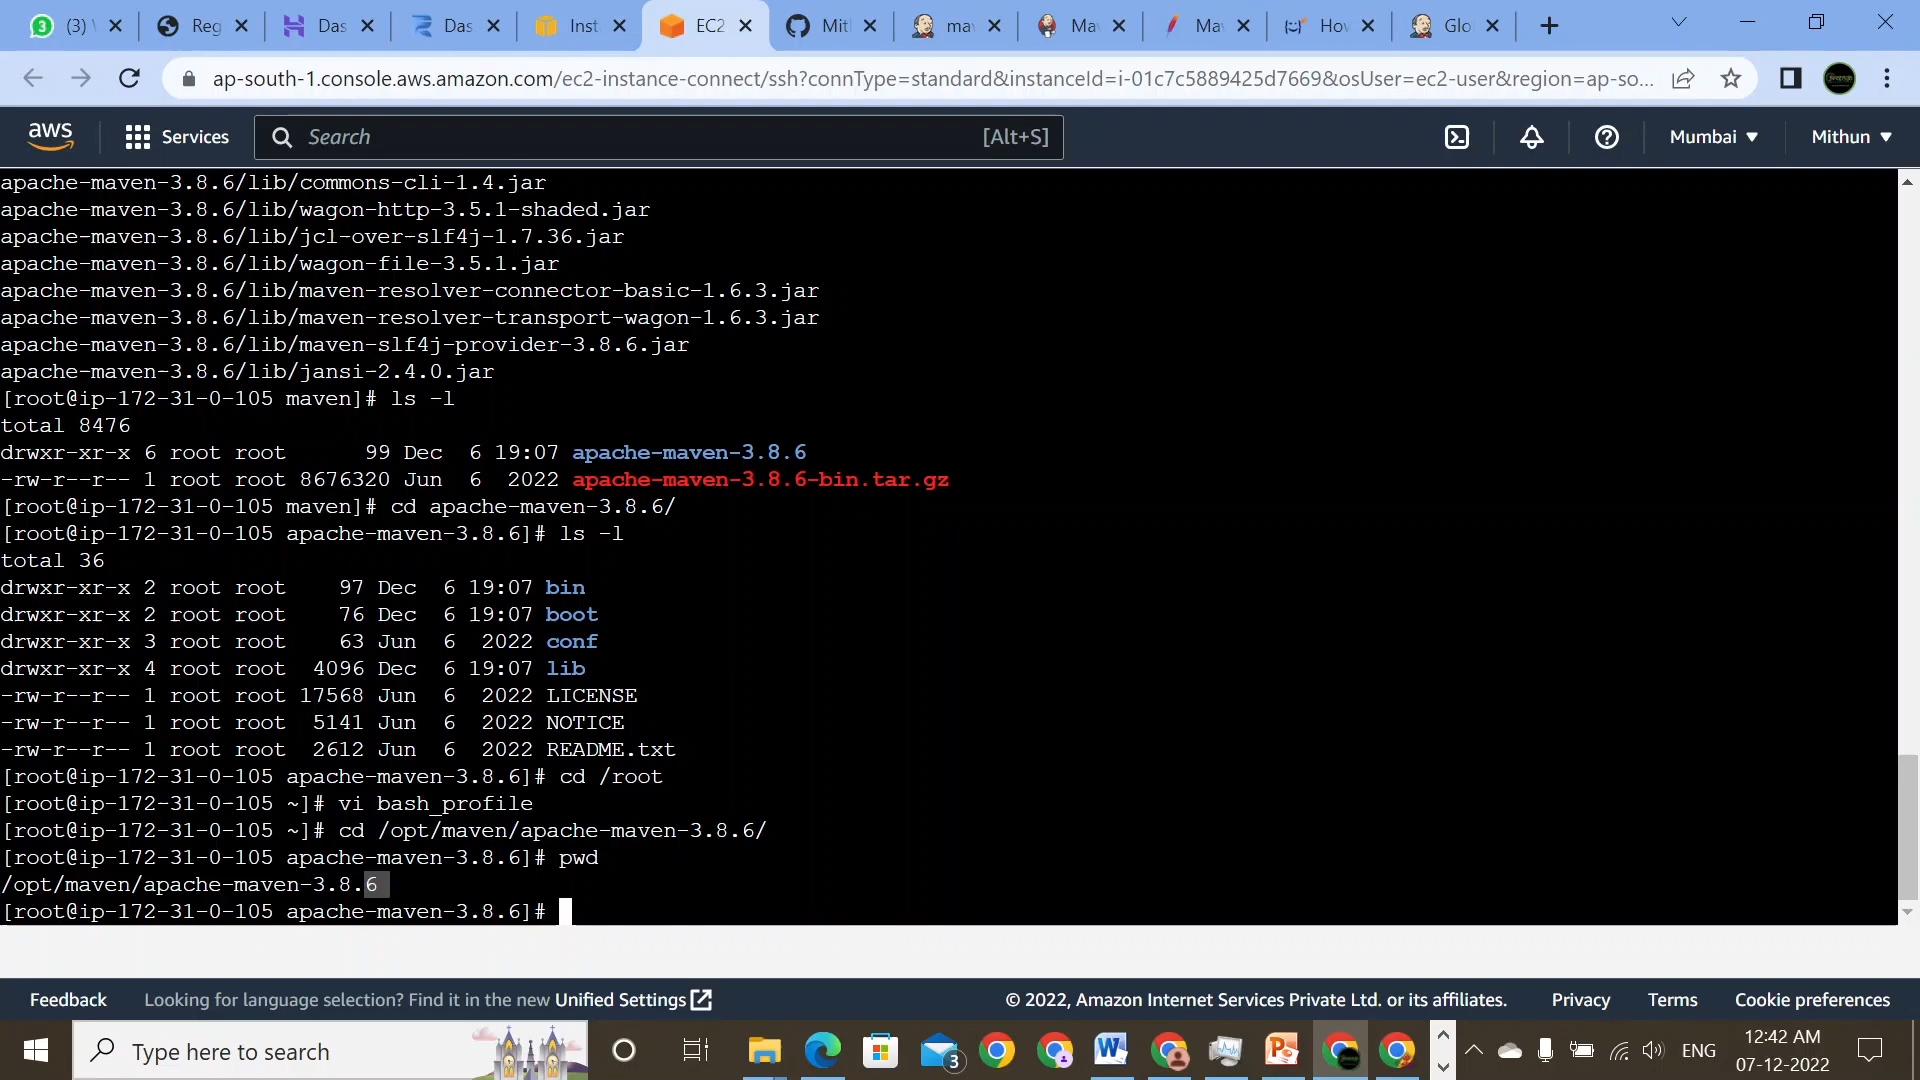 (3)
Reg
Das
Das
Inst
EC2
Mit
ma
Ma
Ma
Ho
Glo
ap-south-1.console.aws.amazon.com/ec2-instance-connect/ssh?connType=standard&instanceId=i-01c7c5889425d7669&osUser=ec2-user&region=ap-so...
aws Services Search [Alt+S] Mumbai Mithun
apache-maven-3.8.6/lib/commons-cli-1.4.jar
apache-maven-3.8.6/lib/wagon-http-3.5.1-shaded.jar
apache-maven-3.8.6/lib/jcl-over-slf4j-1.7.36.jar
apache-maven-3.8.6/lib/wagon-file-3.5.1.jar
apache-maven-3.8.6/lib/maven-resolver-connector-basic-1.6.3.jar
apache-maven-3.8.6/lib/maven-resolver-transport-wagon-1.6.3.jar
apache-maven-3.8.6/lib/maven-slf4j-provider-3.8.6.jar
apache-maven-3.8.6/lib/jansi-2.4.0.jar
[root@ip-172-31-0-105 maven]# ls -l
total 8476
drwxr-xr-x 6 root root      99 Dec  6 19:07 apache-maven-3.8.6
-rw-r--r-- 1 root root 8676320 Jun  6  2022 apache-maven-3.8.6-bin.tar.gz
[root@ip-172-31-0-105 maven]# cd apache-maven-3.8.6/
[root@ip-172-31-0-105 apache-maven-3.8.6]# ls -l
total 36
drwxr-xr-x 2 root root    97 Dec  6 19:07 bin
drwxr-xr-x 2 root root    76 Dec  6 19:07 boot
drwxr-xr-x 3 root root    63 Jun  6  2022 conf
drwxr-xr-x 4 root root  4096 Dec  6 19:07 lib
-rw-r--r-- 1 root root 17568 Jun  6  2022 LICENSE
-rw-r--r-- 1 root root  5141 Jun  6  2022 NOTICE
-rw-r--r-- 1 root root  2612 Jun  6  2022 README.txt
[root@ip-172-31-0-105 apache-maven-3.8.6]# cd /root
[root@ip-172-31-0-105 ~]# vi bash_profile
[root@ip-172-31-0-105 ~]# cd /opt/maven/apache-maven-3.8.6/
[root@ip-172-31-0-105 apache-maven-3.8.6]# pwd
/opt/maven/apache-maven-3.8.6
[root@ip-172-31-0-105 apache-maven-3.8.6]#
Feedback Looking for language selection? Find it in the new Unified Settings © 2022, Amazon Internet Services Private Ltd. or its affiliates. Privacy Terms Cookie preferences
Type here to search 3 ENG 12:42 AM
07-12-2022